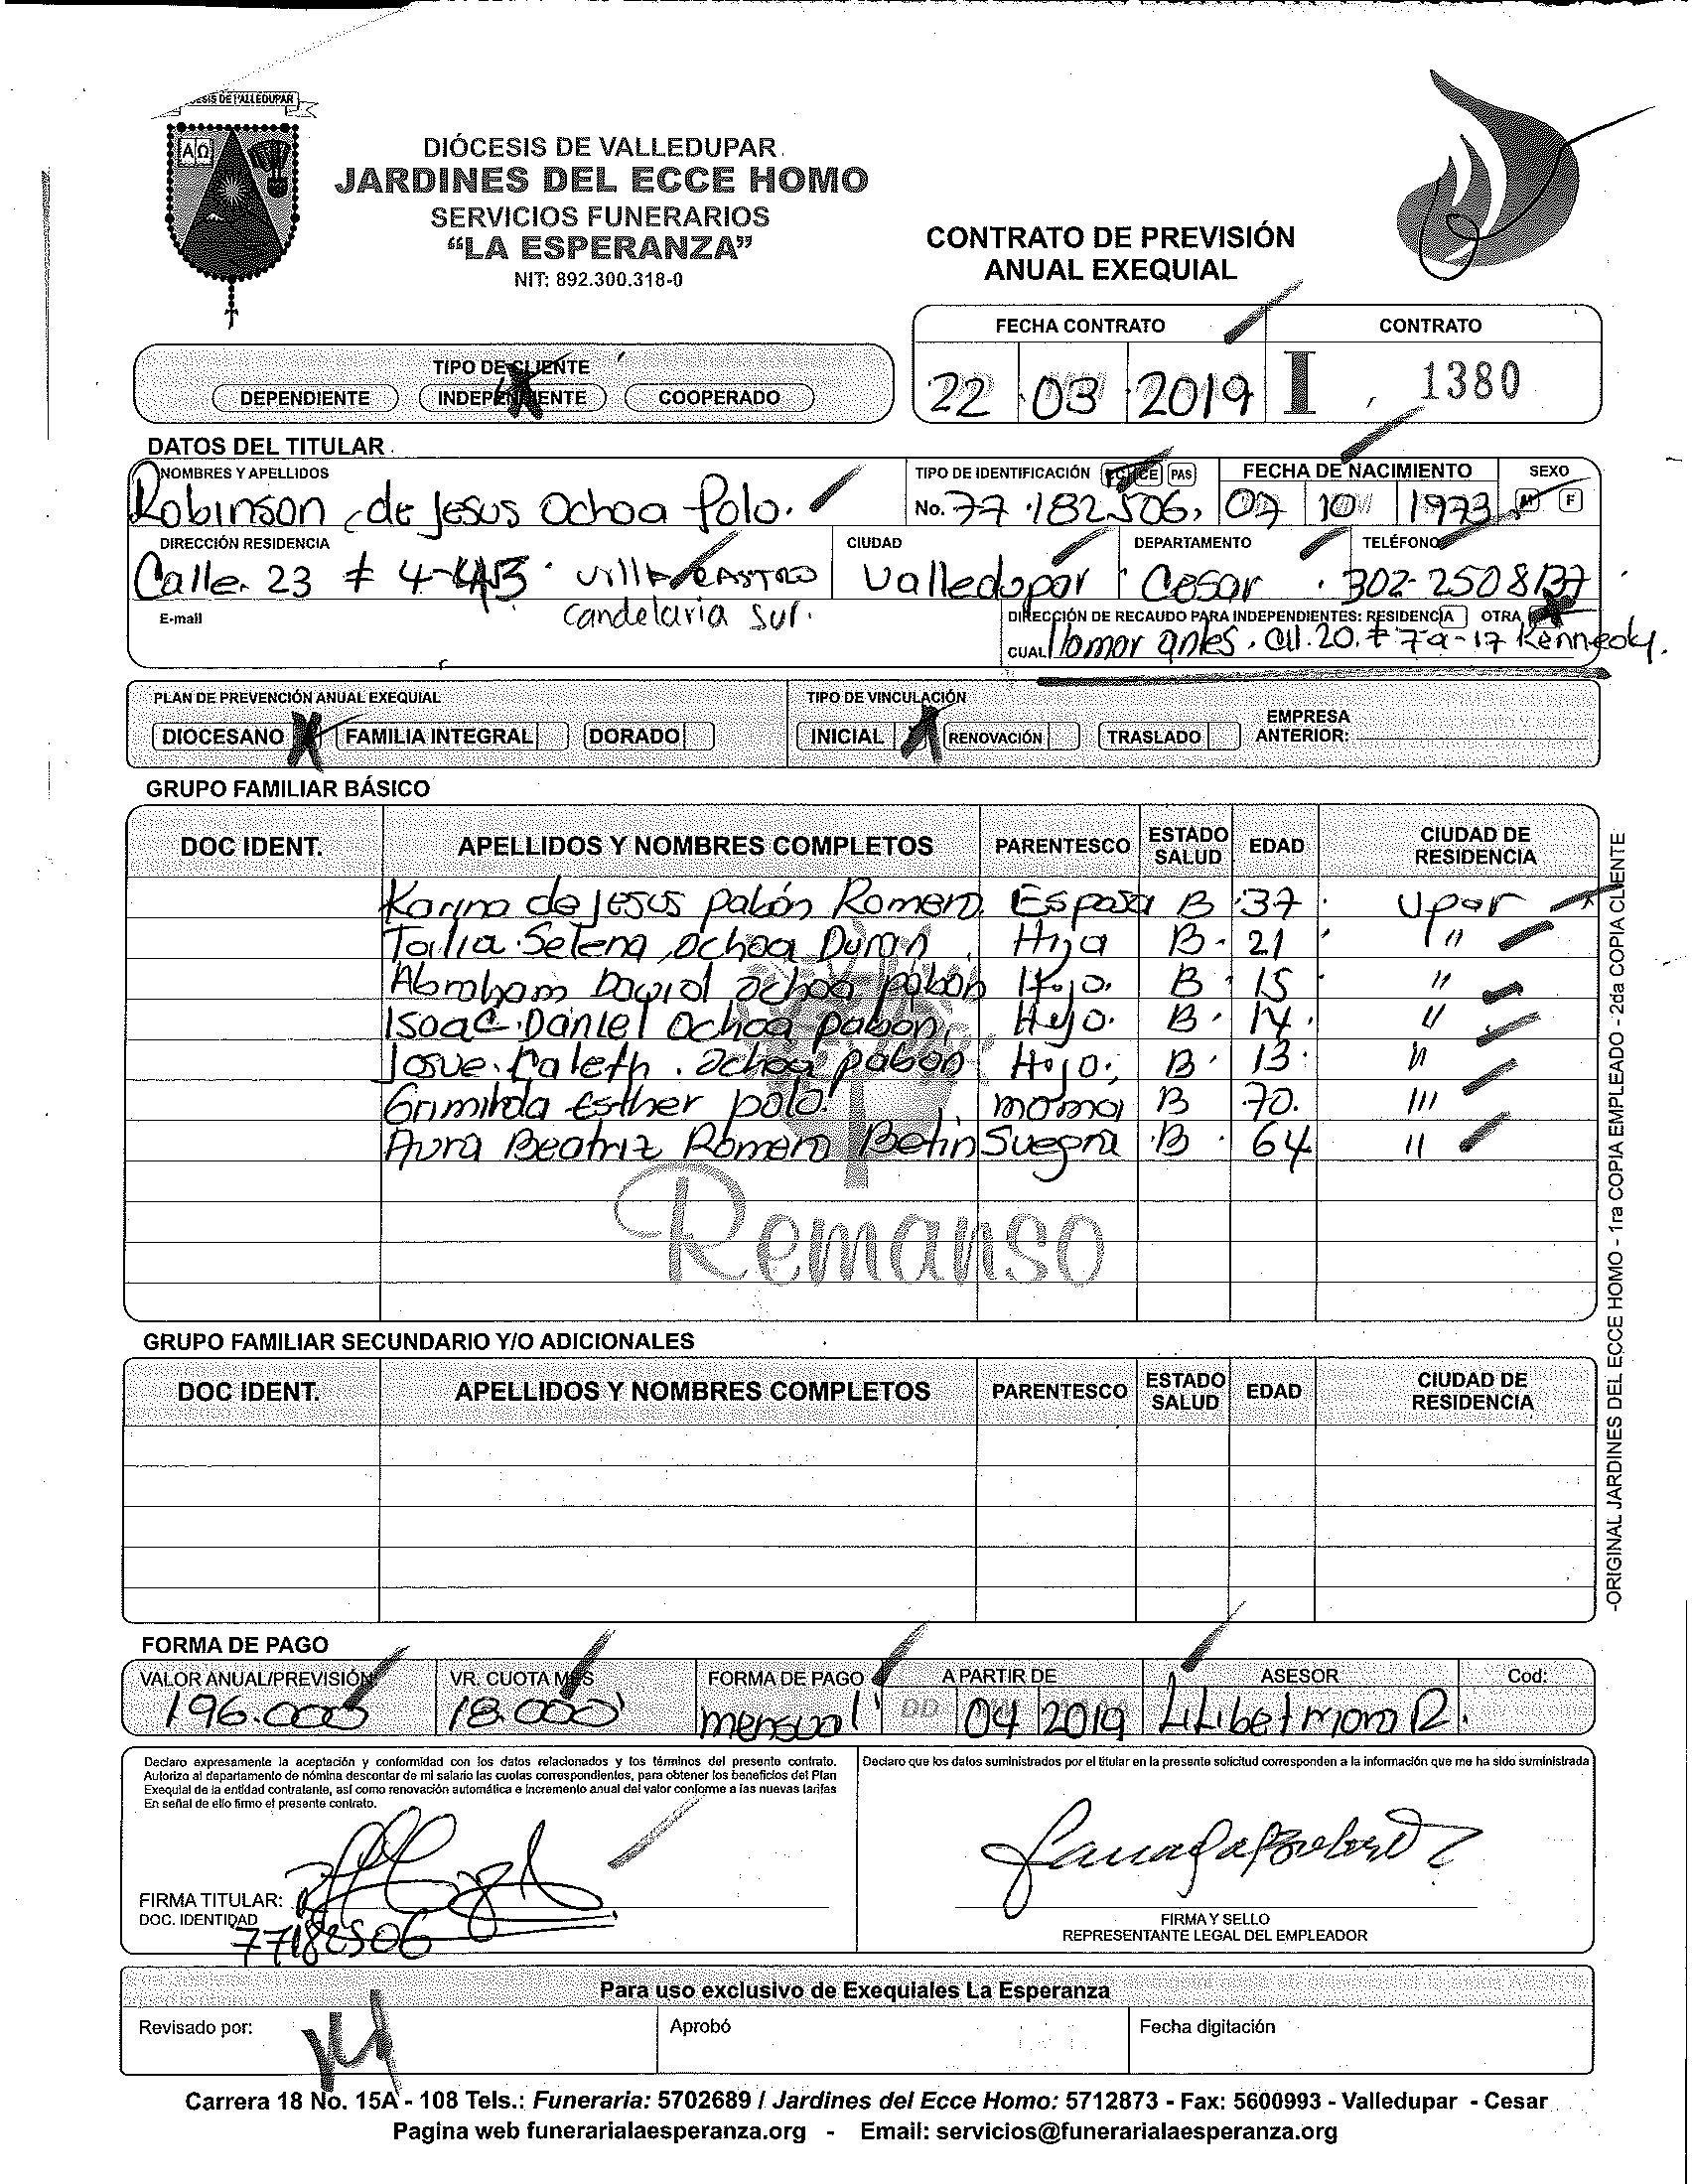 DIÓCESIS DE VALLEDUPAR
JARDINES DEL ECCE HOMO
SERVICIOS FUNERARIOS
“LA ESPERANZA”
NIT: 892.300.318-0
CONTRATO DE PREVISIÓN
ANUAL EXEQUIAL
FECHA CONTRATO CONTRATO
22 03 2019 I 1380
TIPO DE CLIENTE
DEPENDIENTE INDEPENDIENTE COOPERADO
DATOS DEL TITULAR
NOMBRES Y APELLIDOS TIPO DE IDENTIFICACIÓN CE PAS FECHA DE NACIMIENTO SEXO
Robinson de Jesus Ochoa Polo. No. 77.182506 07 10 1973 M F
DIRECCIÓN RESIDENCIA CIUDAD DEPARTAMENTO TELÉFONO
Calle 23 # 4-45 villa CASTRO Valledupar Cesar 302-2508137
candelaria sur.
E-mail DIRECCIÓN DE RECAUDO PARA INDEPENDIENTES: RESIDENCIA OTRA
CUAL llamar antes. cll. 20. # 7a-17 Kennedy.
PLAN DE PREVENCIÓN ANUAL EXEQUIAL TIPO DE VINCULACIÓN
DIOCESANO X FAMILIA INTEGRAL DORADO INICIAL X RENOVACIÓN TRASLADO EMPRESA ANTERIOR:
GRUPO FAMILIAR BÁSICO
DOC IDENT. APELLIDOS Y NOMBRES COMPLETOS PARENTESCO ESTADO SALUD EDAD CIUDAD DE RESIDENCIA
Karina de Jesus pabón Romero Esposa B 37 Upar
Talia Selena ochoa Duran Hija B 21 "
Abraham David ochoa pabon Hijo. B 15 "
Isaac Daniel Ochoa pabon Hijo. B 14 "
Josue Caleth. ochoa pabon Hijo. B 13 "
Grimilda Esther polo. mama B 70. "
Aura Beatriz Romero Betin Suegra B 64 "
Remanso
GRUPO FAMILIAR SECUNDARIO Y/O ADICIONALES
DOC IDENT. APELLIDOS Y NOMBRES COMPLETOS PARENTESCO ESTADO SALUD EDAD CIUDAD DE RESIDENCIA
-ORIGINAL JARDINES DEL ECCE HOMO - 1ra COPIA EMPLEADO - 2da COPIA CLIENTE
FORMA DE PAGO
VALOR ANUAL/PREVISIÓN VR. CUOTA MES FORMA DE PAGO A PARTIR DE ASESOR Cod:
196.000 18.000 mensual DD 04 2019 Lilibet mora R.
Declaro expresamente la aceptación y conformidad con los datos relacionados y los términos del presente contrato.
Autorizo al departamento de nómina descontar de mi salario las cuotas correspondientes, para obtener los beneficios del Plan
Exequial de la entidad contratante, así como renovación automática e incremento anual del valor conforme a las nuevas tarifas
En señal de ello firmo el presente contrato.
Declaro que los datos suministrados por el titular en la presente solicitud corresponden a la información que me ha sido suministrada
FIRMA TITULAR:
DOC. IDENTIDAD
77182506
FIRMA Y SELLO
REPRESENTANTE LEGAL DEL EMPLEADOR
Para uso exclusivo de Exequiales La Esperanza
Revisado por: Aprobó Fecha digitación
Carrera 18 No. 15A - 108 Tels.: Funeraria: 5702689 / Jardines del Ecce Homo: 5712873 - Fax: 5600993 - Valledupar - Cesar
Pagina web funerarialaesperanza.org - Email: servicios@funerarialaesperanza.org